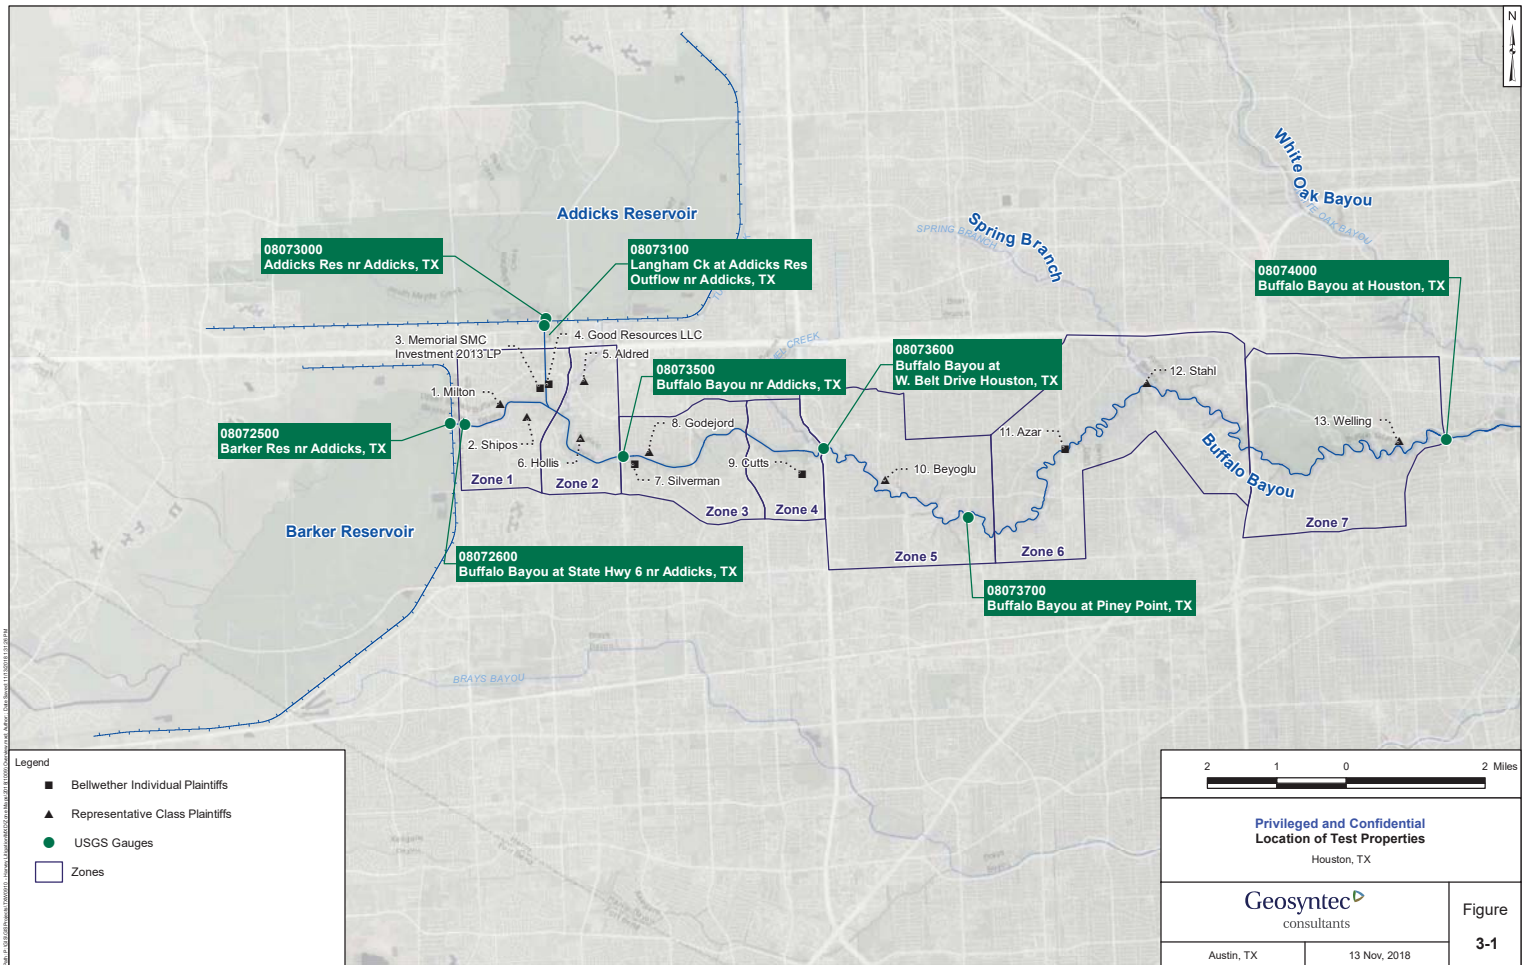 N
White
Oak Bayou
Addicks Reservoir
Spring Branch
SPRING BRANCH
08073000
Addicks Res nr Addicks, TX
08073100
Langham Ck at Addicks Res
Outflow nr Addicks, TX
08074000
Buffalo Bayou at Houston, TX
3. Memorial SMC
Investment 2013 LP
4. Good Resources LLC
5. Aldred
08073500
Buffalo Bayou nr Addicks, TX
08073600
Buffalo Bayou at
W. Belt Drive Houston, TX
12. Stahl
1. Milton
08072500
Barker Res nr Addicks, TX
2. Shipos
6. Hollis
8. Godejord
7. Silverman
9. Cutts
10. Beyoglu
11. Azar
13. Welling
Buffalo Bayou
Zone 1
Zone 2
Zone 3
Zone 4
Zone 5
Zone 6
Zone 7
Barker Reservoir
08072600
Buffalo Bayou at State Hwy 6 nr Addicks, TX
08073700
Buffalo Bayou at Piney Point, TX
BRAYS BAYOU
Legend
Bellwether Individual Plaintiffs
Representative Class Plaintiffs
USGS Gauges
Zones
2 1 0 2 Miles
Privileged and Confidential
Location of Test Properties
Houston, TX
Geosyntec
consultants
Figure
3-1
Austin, TX
13 Nov, 2018